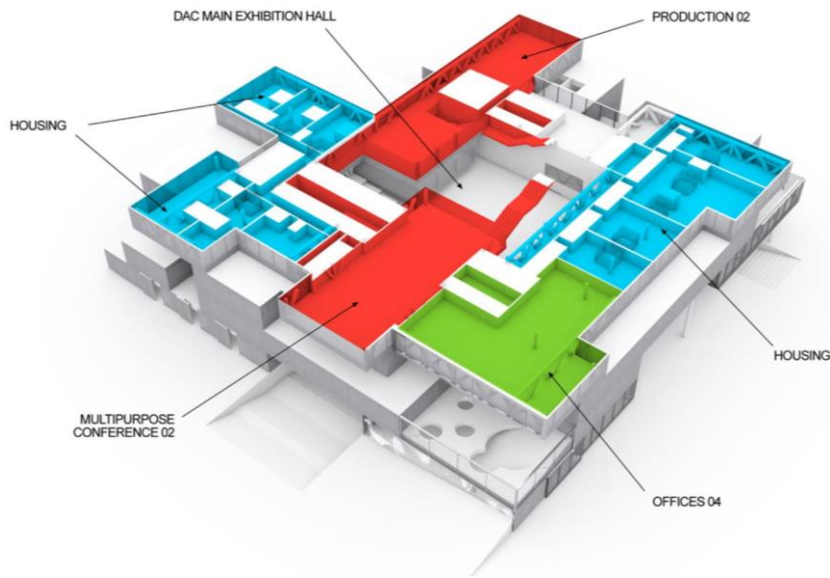 DAC MAIN EXHIBITION HALL
PRODUCTION 02
HOUSING
HOUSING
MULTIPURPOSE
CONFERENCE 02
OFFICES 04